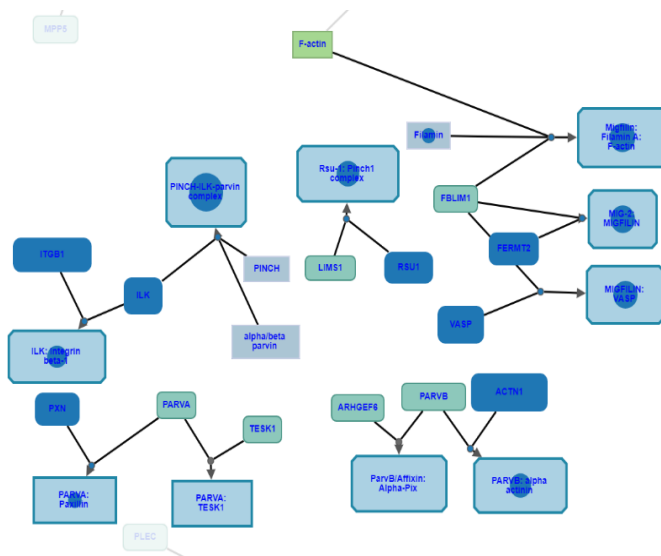 MPP5
F-actin
Filamin
Migfilin:
Filamin A:
F-actin
PINCH-ILK-parvin
complex
Rsu-1: Pinch1
complex
FBLIM1
MIG-2:
MIGFILIN
ITGB1
FERMT2
LIMS1
RSU1
PINCH
ILK
MIGFILIN:
VASP
VASP
alpha/beta
parvin
ILK: Integrin
beta-1
PXN
PARVA
TESK1
ARHGEF6
PARVB
ACTN1
PARVA:
Paxillin
PARVA:
TESK1
ParvB/Affixin:
Alpha-Pix
PARVB: alpha
actinin
PLEC